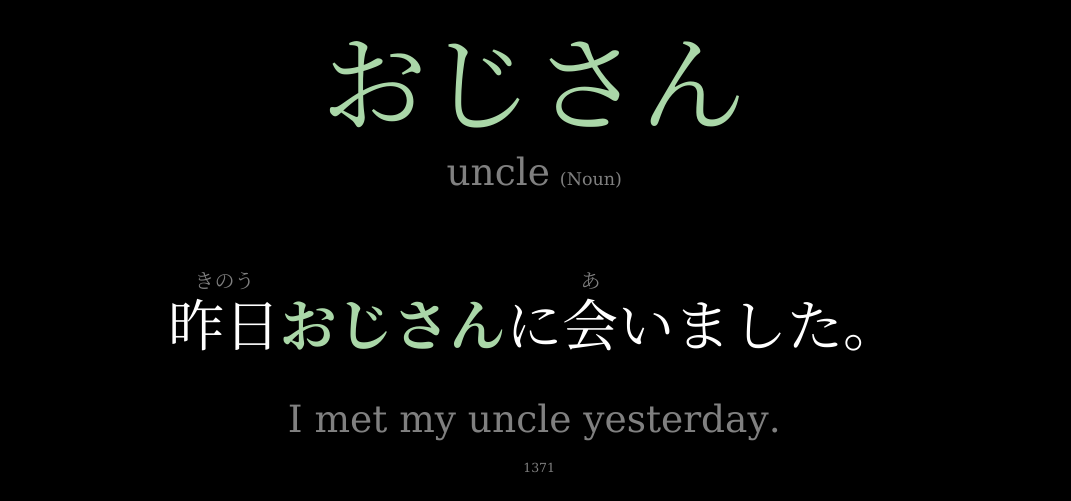 おじさん
uncle (Noun)
きのう あ
昨日おじさんに会いました。
I met my uncle yesterday.
1371